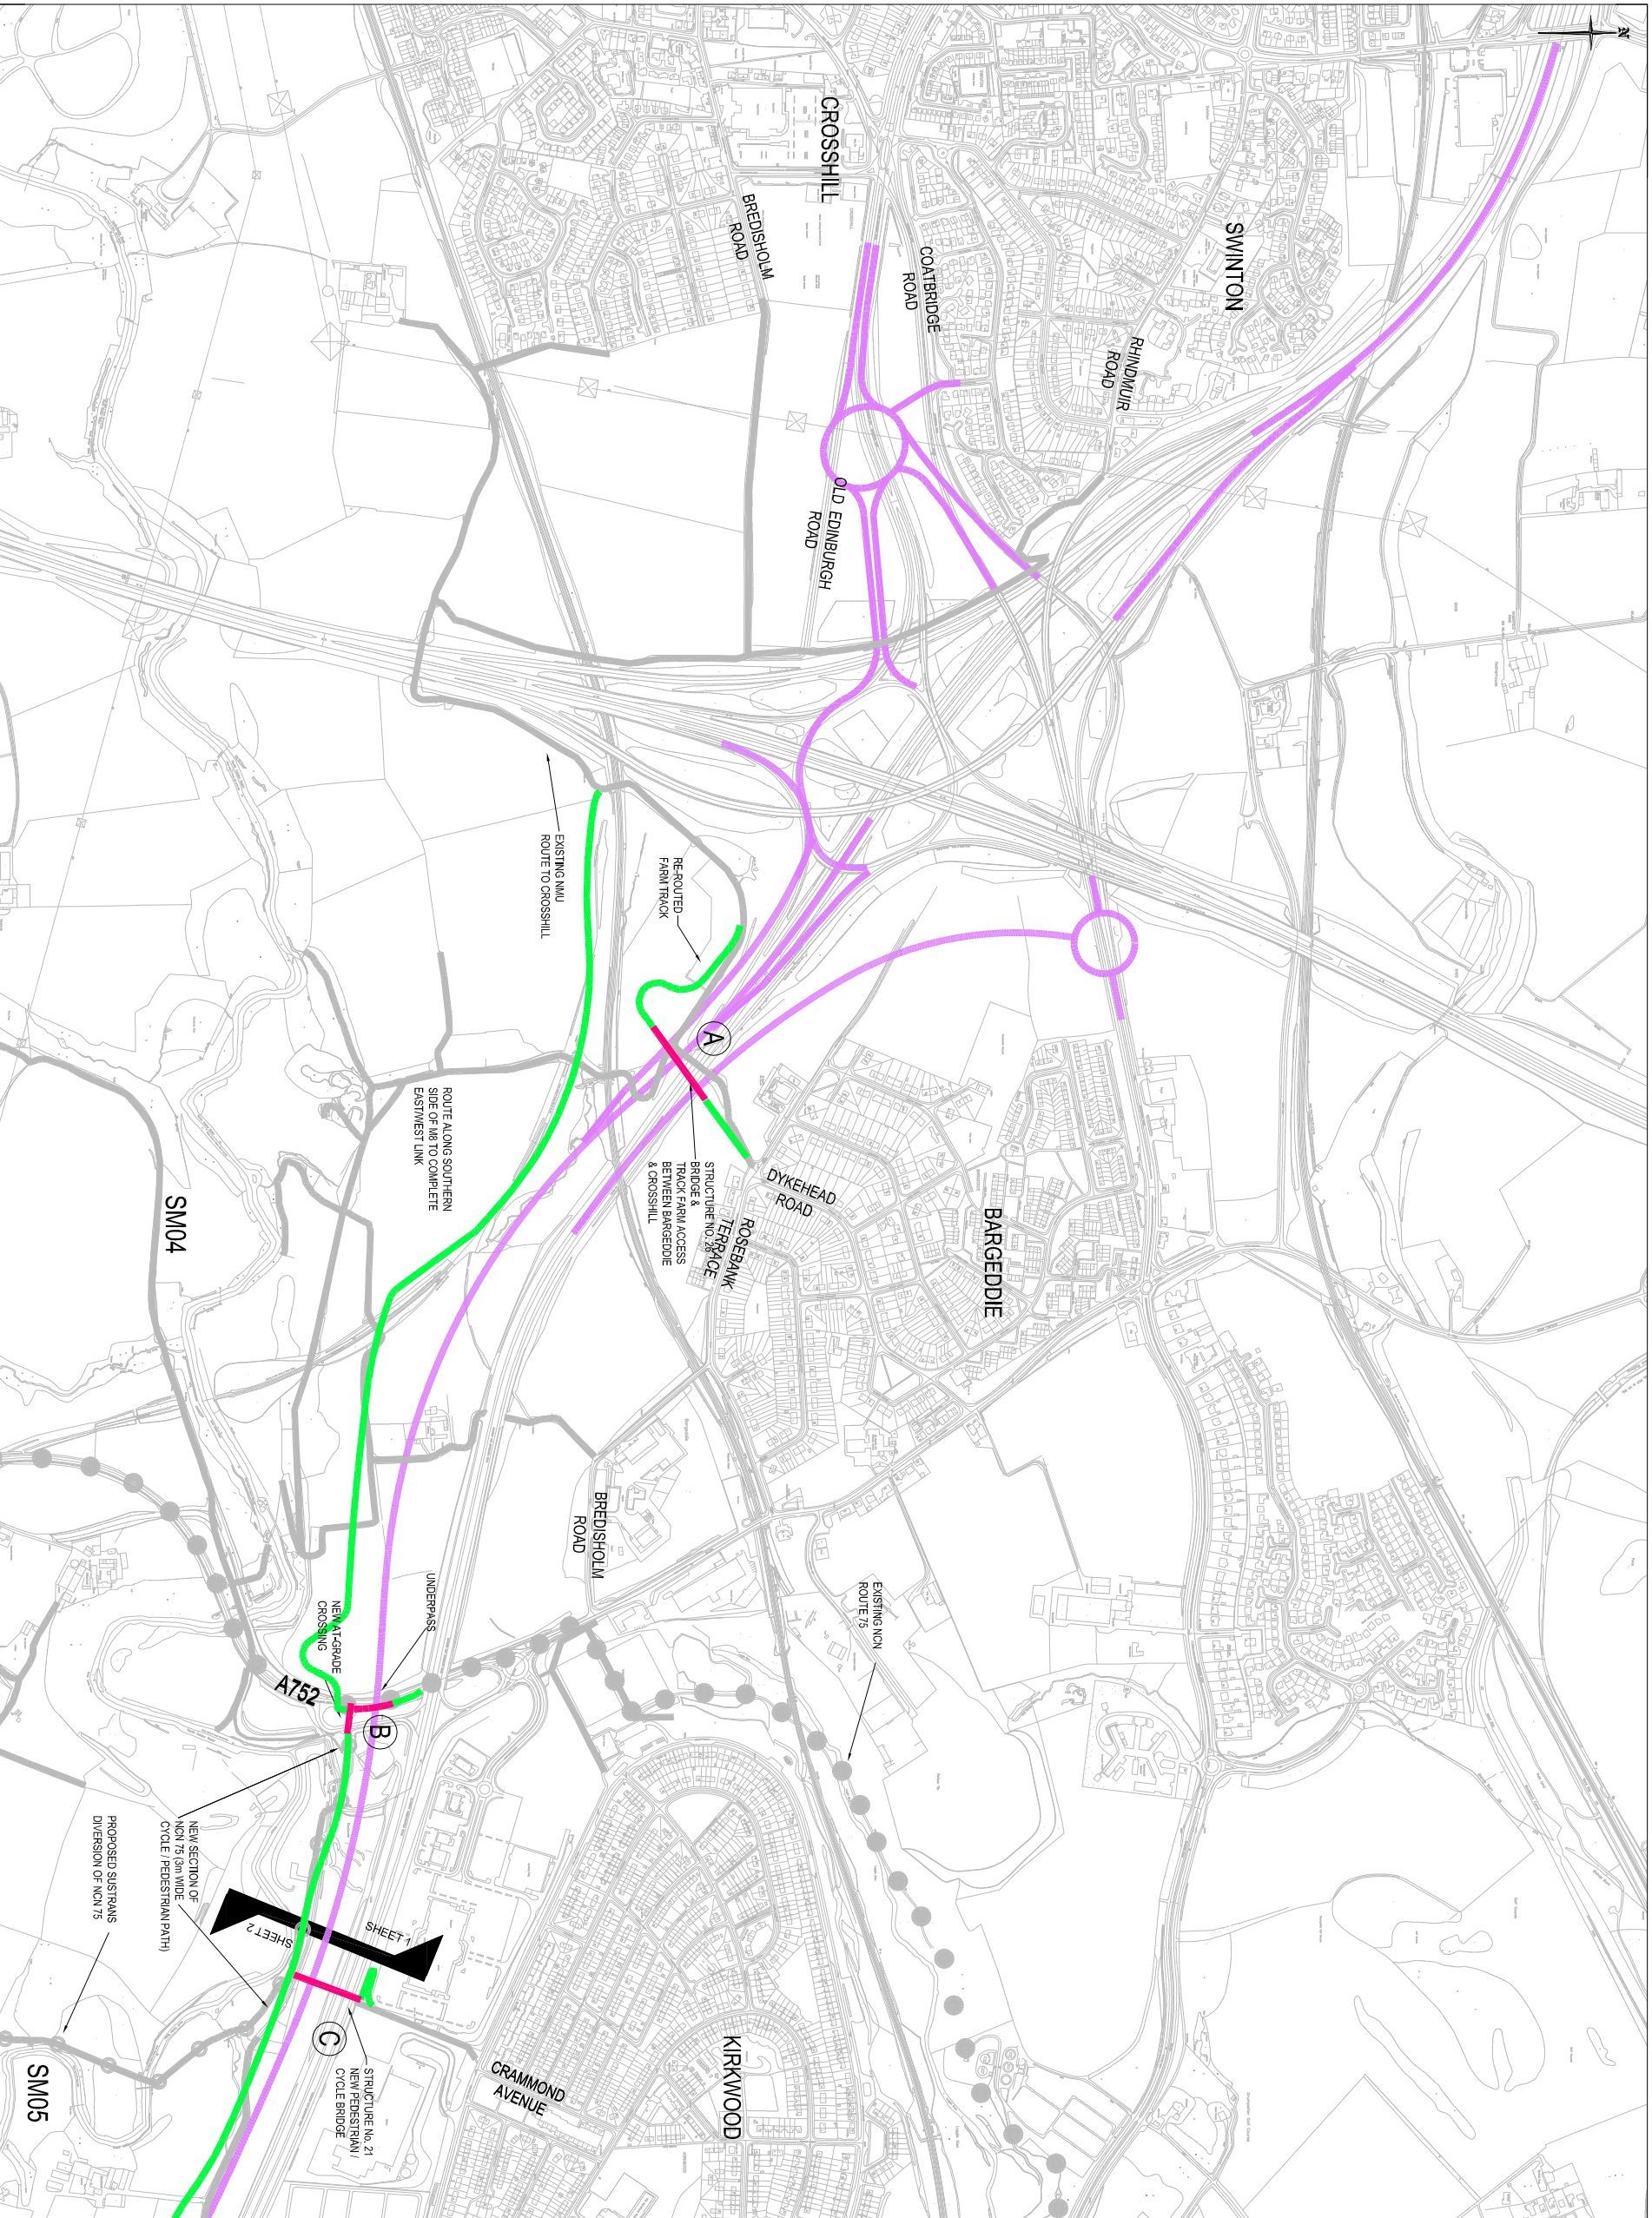 N
SWINTON
CROSSHILL
COATBRIDGE
ROAD
RHINDMUIR
ROAD
BREDISHOLM
ROAD
OLD EDINBURGH
ROAD
EXISTING NMU
ROUTE TO CROSSHILL
RE-ROUTED
FARM TRACK
A
STRUCTURE NO. 26
BRIDGE &
TRACK FARM ACCESS
BETWEEN BARGEDDIE
& CROSSHILL
DYKEHEAD
ROAD
ROSEBANK
TERRACE
BARGEDDIE
ROUTE ALONG SOUTHERN
SIDE OF M8 TO COMPLETE
EAST/WEST LINK
SM04
BREDISHOLM
ROAD
EXISTING NCN
ROUTE 75
UNDERPASS
NEW AT-GRADE
CROSSING
A752
B
NEW SECTION OF
NCN 75 (3m WIDE
CYCLE / PEDESTRIAN PATH)
PROPOSED SUSTRANS
DIVERSION OF NCN 75
SHEET 1
SHEET 2
C
STRUCTURE No. 21
NEW PEDESTRIAN /
CYCLE BRIDGE
CRAMMOND
AVENUE
KIRKWOOD
SM05